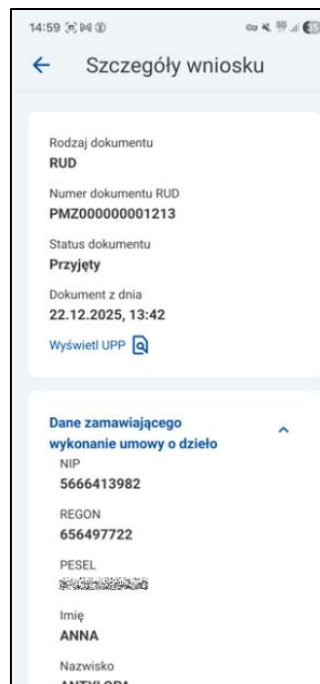 14:59
Szczegóły wniosku
Rodzaj dokumentu
RUD
Numer dokumentu RUD
PMZ000000001213
Status dokumentu
Przyjęty
Dokument z dnia
22.12.2025, 13:42
Wyświetl UPP
Dane zamawiającego
wykonanie umowy o dzieło
NIP
5666413982
REGON
656497722
PESEL
Imię
ANNA
Nazwisko
ANTYLOPA